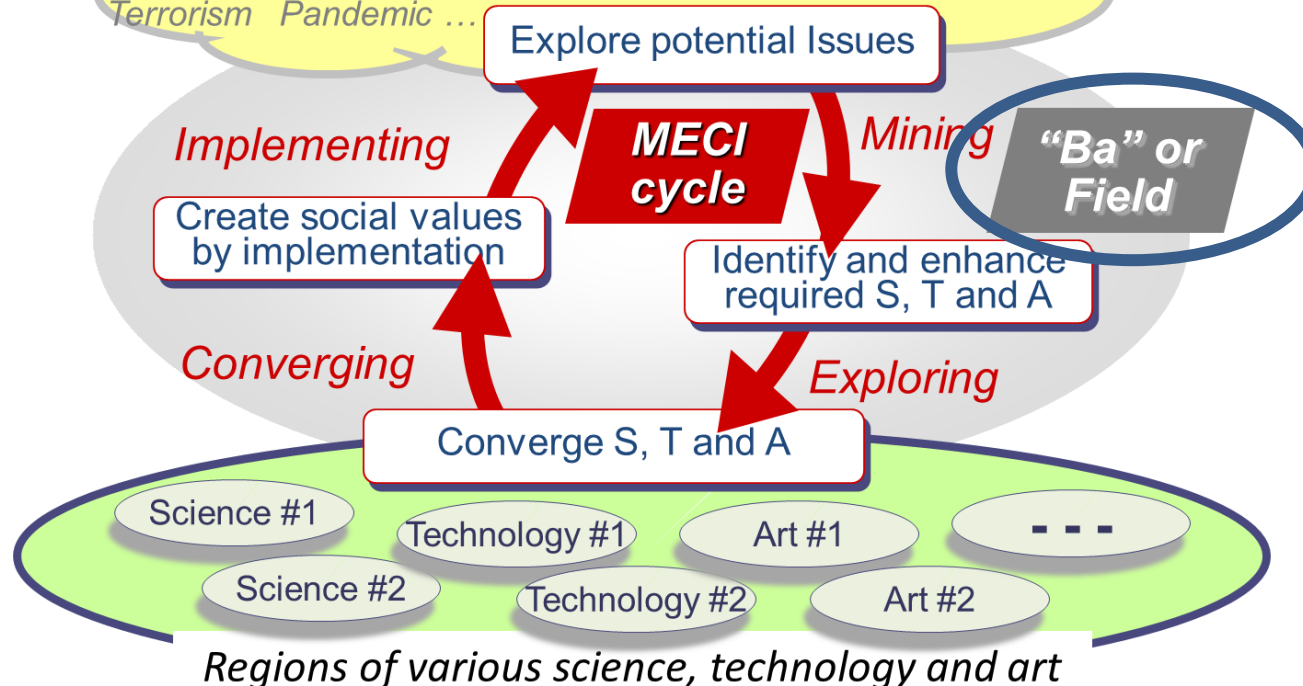 Terrorism Pandemic ...
Explore potential Issues
Implementing
MECI
cycle
Mining
“Ba” or
Field
Create social values
by implementation
Identify and enhance
required S, T and A
Converging
Exploring
Converge S, T and A
Science #1
Technology #1
Art #1
- - -
Science #2
Technology #2
Art #2
Regions of various science, technology and art